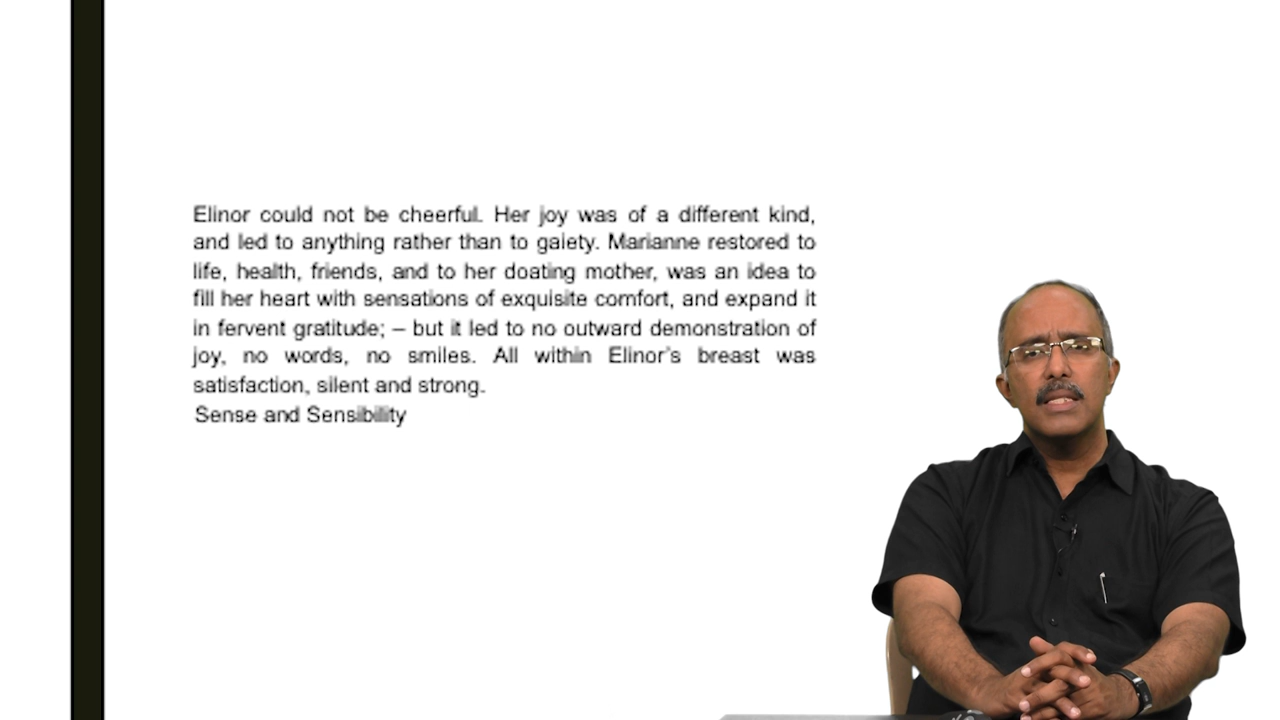 Elinor could not be cheerful. Her joy was of a different kind,
and led to anything rather than to gaiety. Marianne restored to
life, health, friends, and to her doating mother, was an idea to
fill her heart with sensations of exquisite comfort, and expand it
in fervent gratitude; – but it led to no outward demonstration of
joy, no words, no smiles. All within Elinor's breast was
satisfaction, silent and strong.
Sense and Sensibility